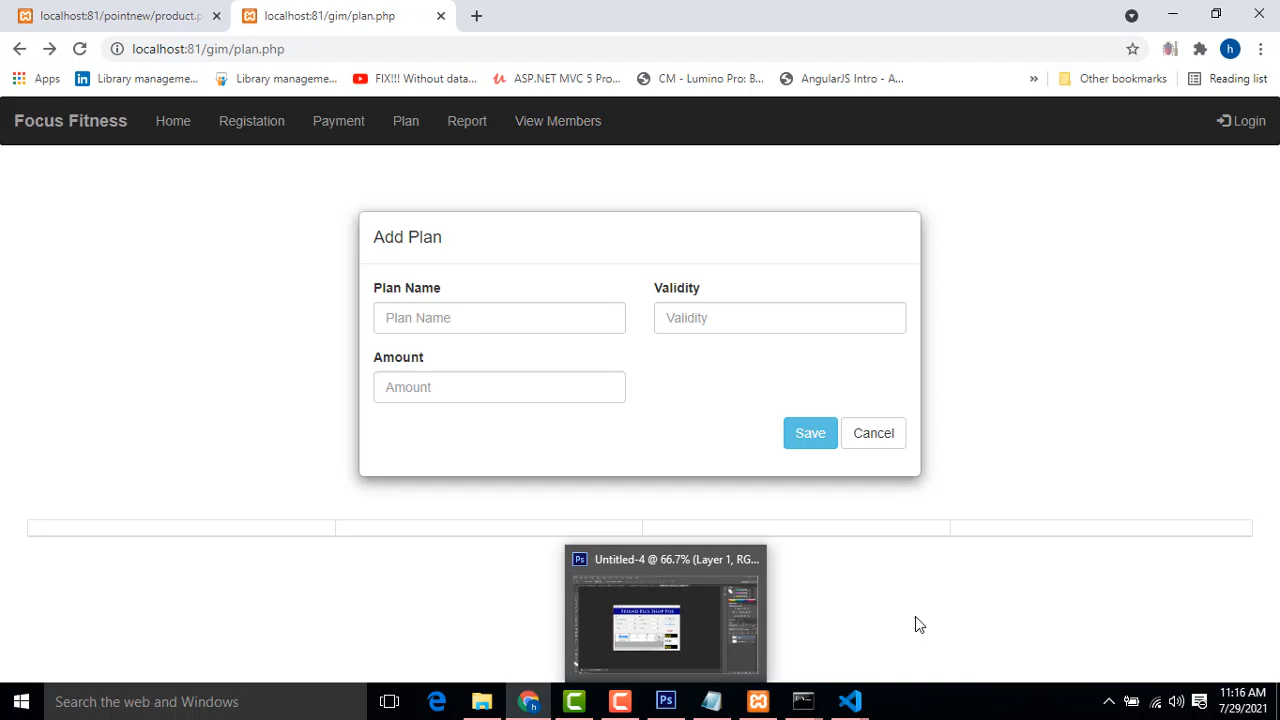 localhost:81/pointnew/product.p
localhost:81/gim/plan.php
localhost:81/gim/plan.php
h
Apps
Library manageme...
Library manageme...
FIX!!! Without data...
ASP.NET MVC 5 Pro...
CM - Lumino Pro: B...
AngularJS Intro - A...
»
Other bookmarks
Reading list
Focus Fitness
Home
Registation
Payment
Plan
Report
View Members
Login
Add Plan
Plan Name
Validity
Plan Name
Validity
Amount
Amount
Save
Cancel
Ps
Untitled-4 @ 66.7% (Layer 1, RG...
Search the web and Windows
Ps
11:16 AM
7/29/2021